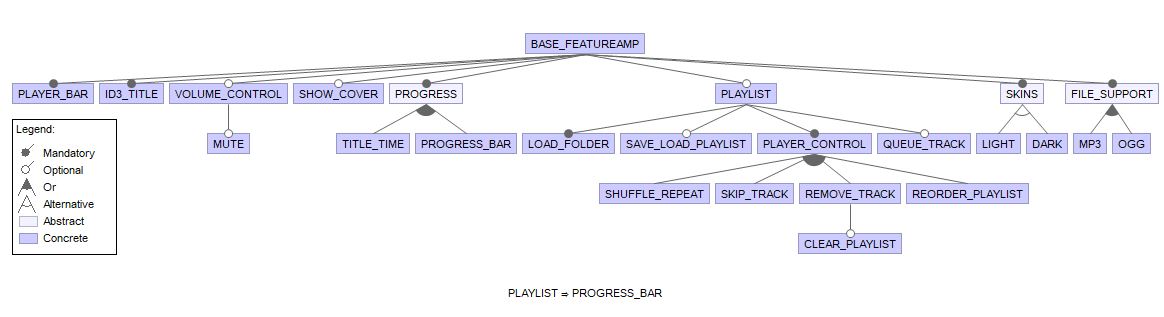 BASE_FEATUREAMP
PLAYER_BAR ID3_TITLE VOLUME_CONTROL SHOW_COVER PROGRESS PLAYLIST SKINS FILE_SUPPORT
Legend:
Mandatory
Optional
Or
Alternative
Abstract
Concrete
MUTE TITLE_TIME PROGRESS_BAR LOAD_FOLDER SAVE_LOAD_PLAYLIST PLAYER_CONTROL QUEUE_TRACK LIGHT DARK MP3 OGG
SHUFFLE_REPEAT SKIP_TRACK REMOVE_TRACK REORDER_PLAYLIST
CLEAR_PLAYLIST
PLAYLIST ⇒ PROGRESS_BAR